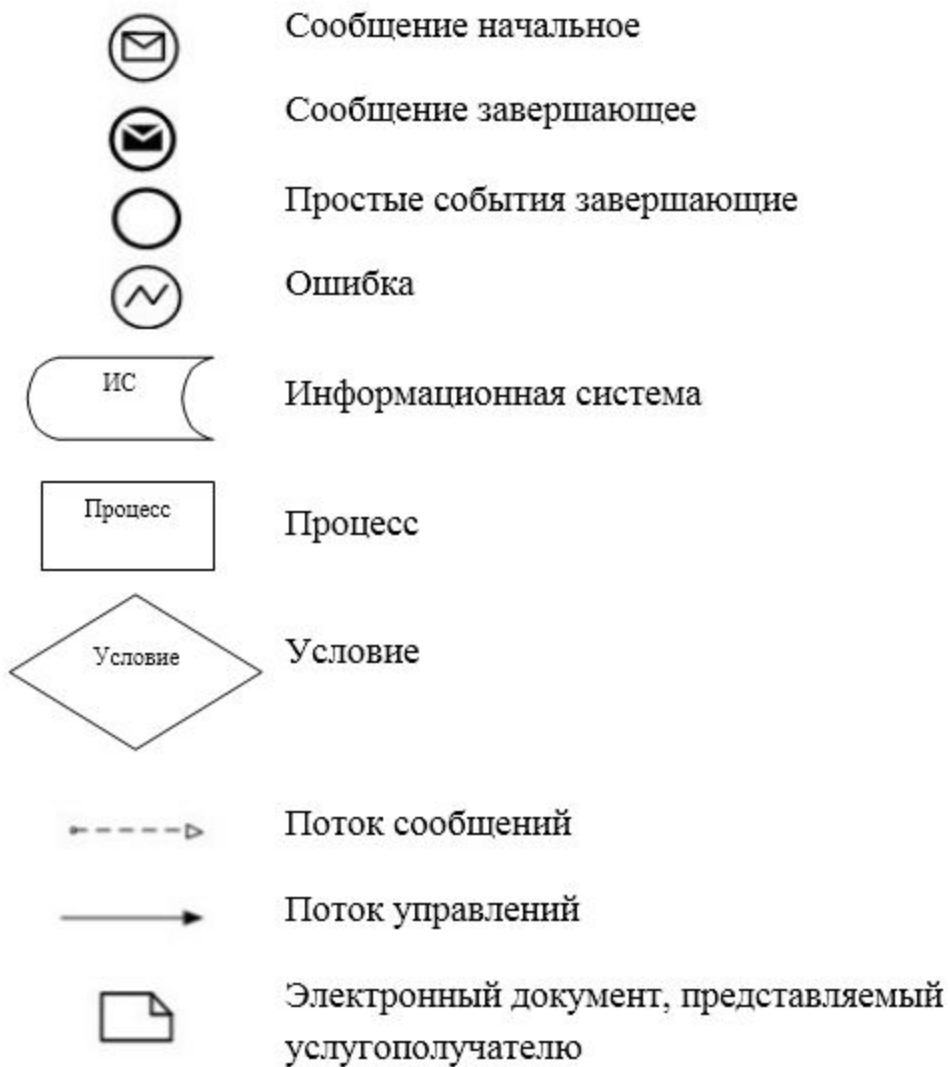 Сообщение начальное
Сообщение завершающее
Простые события завершающие
Ошибка
ИС
Информационная система
Процесс
Процесс
Условие
Условие
Поток сообщений
Поток управлений
Электронный документ, представляемый
услугополучателю